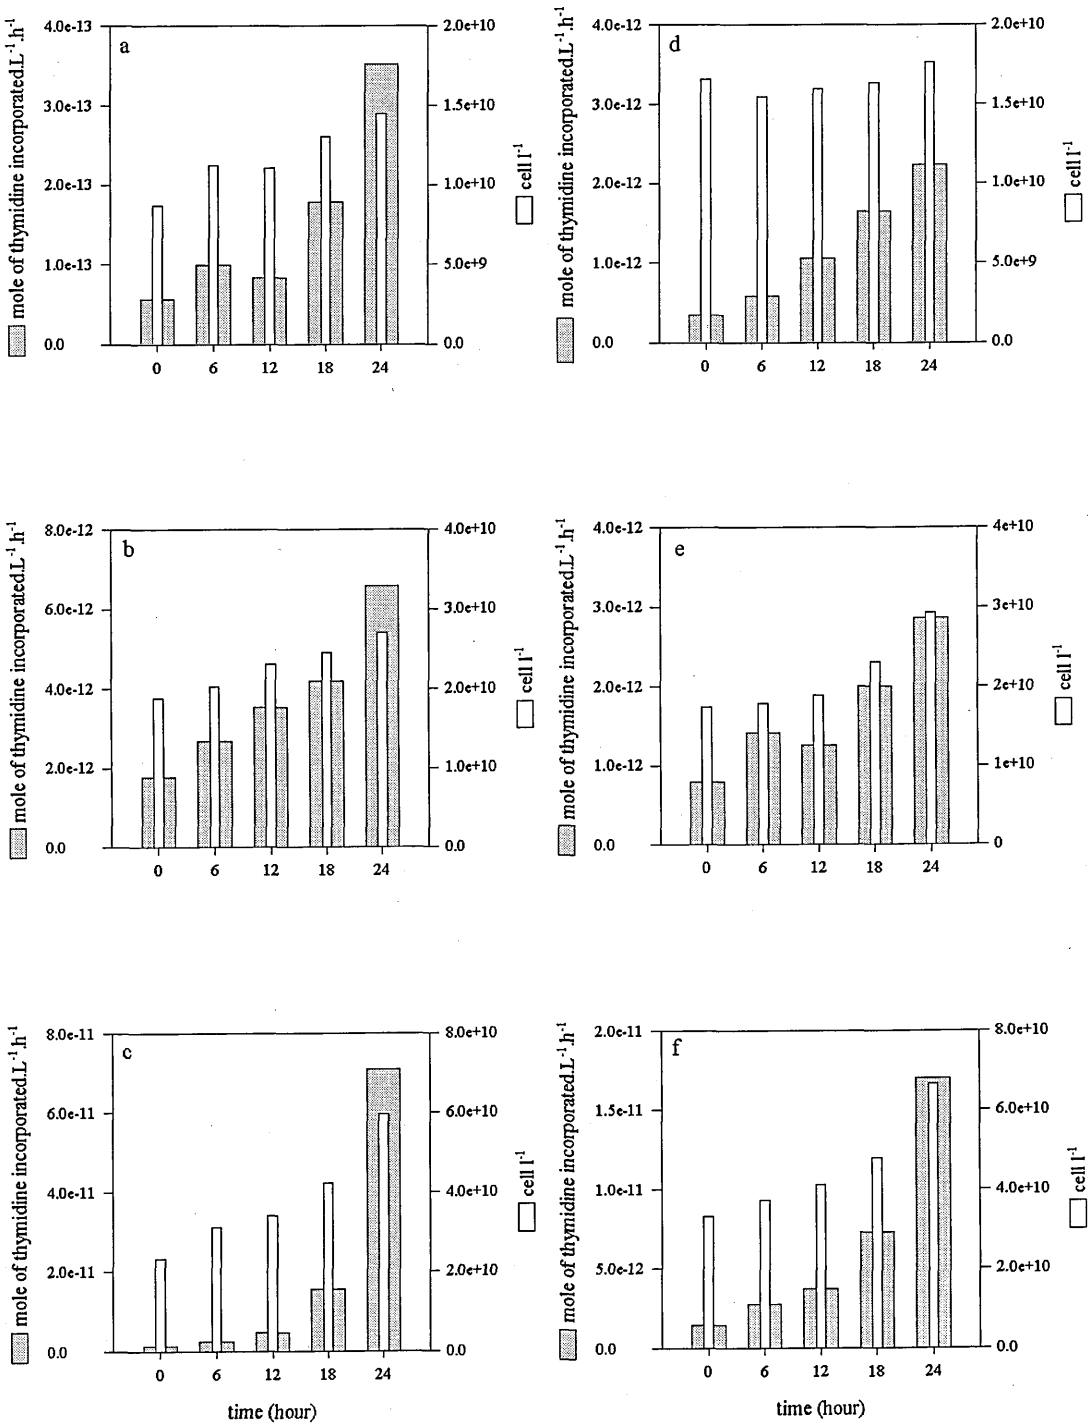 mole of thymidine incorporated.L⁻¹.h⁻¹
4.0e-13
3.0e-13
2.0e-13
1.0e-13
0.0
a
2.0e+10
1.5e+10
1.0e+10
5.0e+9
0.0
cell l⁻¹
0 6 12 18 24
mole of thymidine incorporated.L⁻¹.h⁻¹
4.0e-12
3.0e-12
2.0e-12
1.0e-12
0.0
d
2.0e+10
1.5e+10
1.0e+10
5.0e+9
0.0
cell l⁻¹
0 6 12 18 24
mole of thymidine incorporated.L⁻¹.h⁻¹
8.0e-12
6.0e-12
4.0e-12
2.0e-12
0.0
b
4.0e+10
3.0e+10
2.0e+10
1.0e+10
0.0
cell l⁻¹
0 6 12 18 24
mole of thymidine incorporated.L⁻¹.h⁻¹
4.0e-12
3.0e-12
2.0e-12
1.0e-12
0.0
e
4e+10
3e+10
2e+10
1e+10
0
cell l⁻¹
0 6 12 18 24
mole of thymidine incorporated.L⁻¹.h⁻¹
8.0e-11
6.0e-11
4.0e-11
2.0e-11
0.0
c
8.0e+10
6.0e+10
4.0e+10
2.0e+10
0.0
cell l⁻¹
0 6 12 18 24
time (hour)
mole of thymidine incorporated.L⁻¹.h⁻¹
2.0e-11
1.5e-11
1.0e-11
5.0e-12
0.0
f
8.0e+10
6.0e+10
4.0e+10
2.0e+10
0.0
cell l⁻¹
0 6 12 18 24
time (hour)